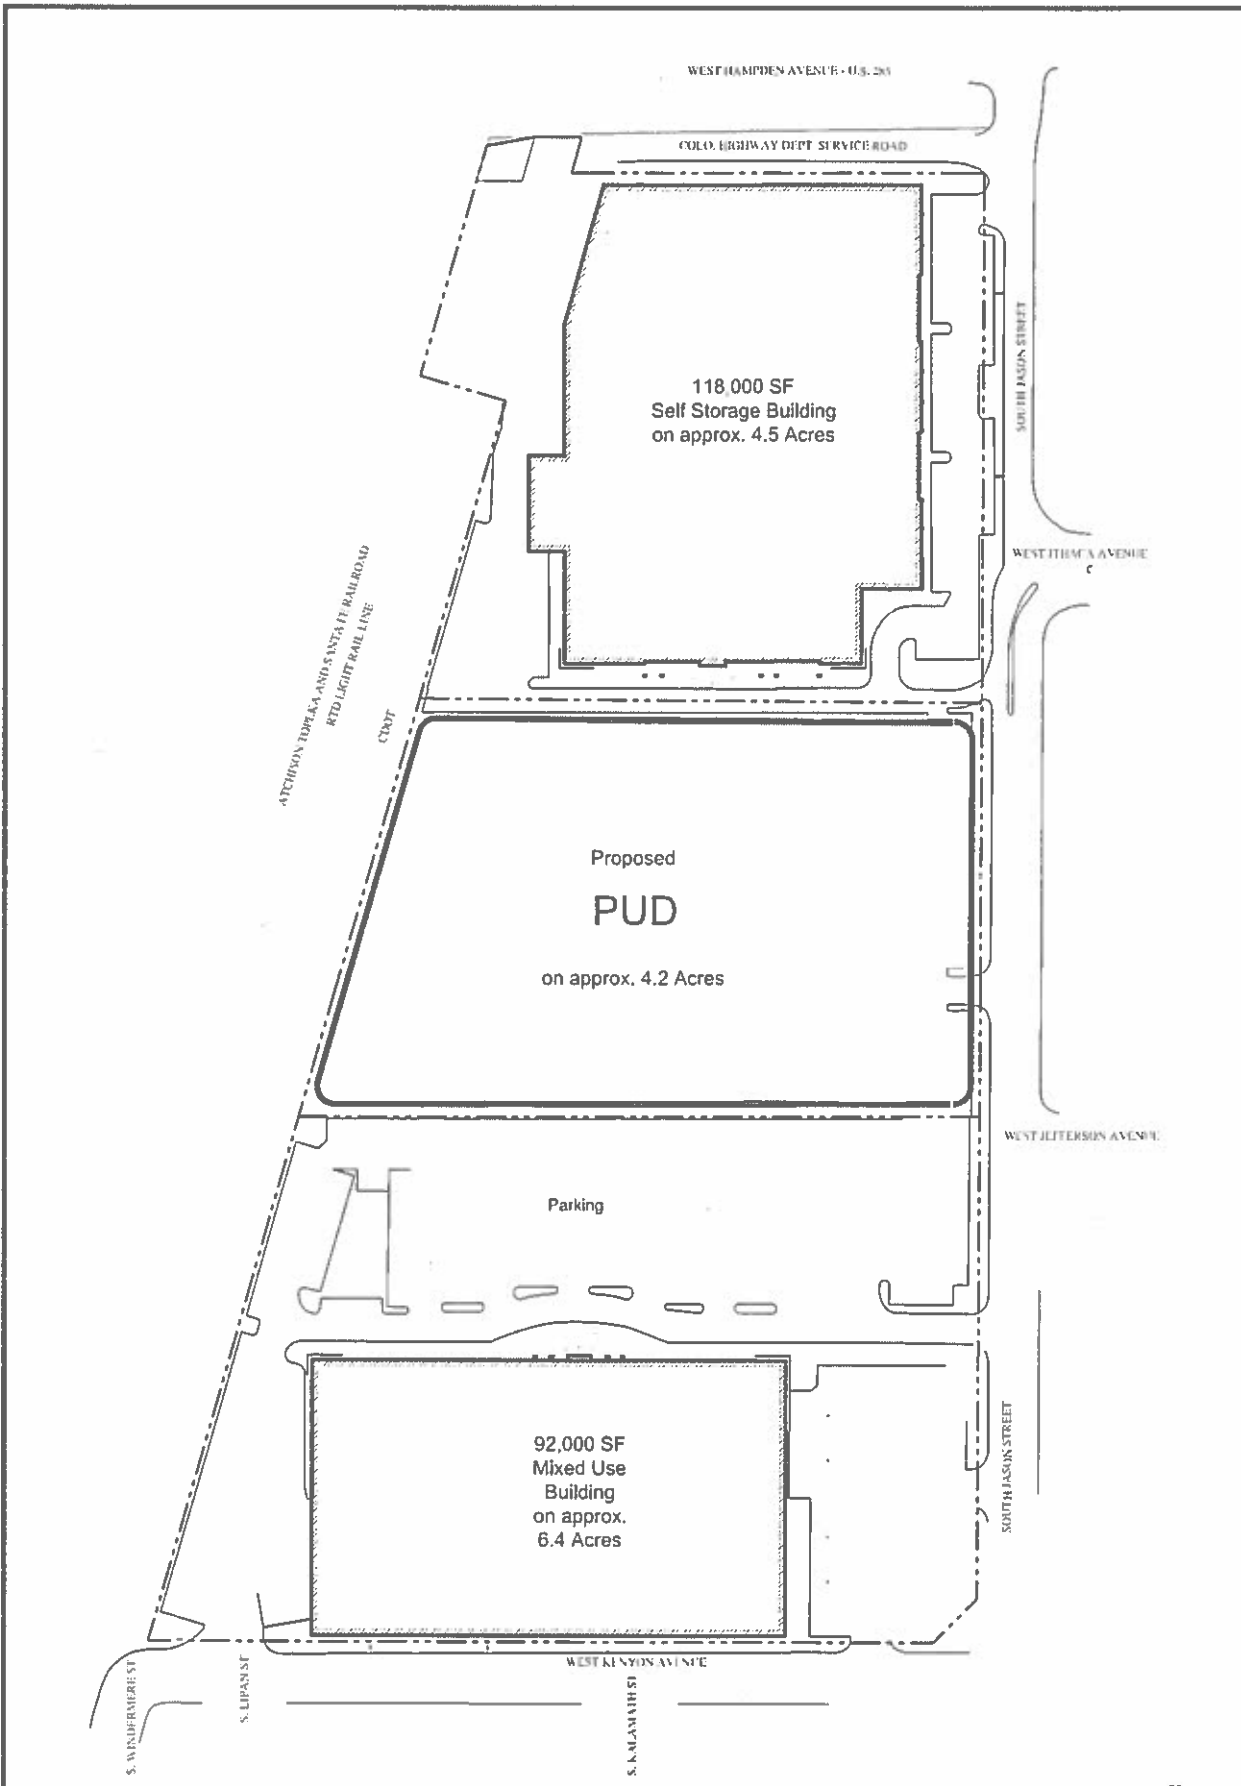 WEST HAMPDEN AVENUE - U.S. 285
COLO. HIGHWAY DEPT SERVICE ROAD
118,000 SF
Self Storage Building
on approx. 4.5 Acres
SOUTH JASON STREET
WEST ITHACA AVENUE
ATCHISON TOPEKA AND SANTA FE RAILROAD
RTD LIGHT RAIL LINE
CDOT
Proposed
PUD
on approx. 4.2 Acres
WEST JEFFERSON AVENUE
Parking
92,000 SF
Mixed Use
Building
on approx.
6.4 Acres
SOUTH JASON STREET
WEST KENYON AVENUE
S. WINDERMERE ST
S. LIPAN ST
S. KALAMATH ST